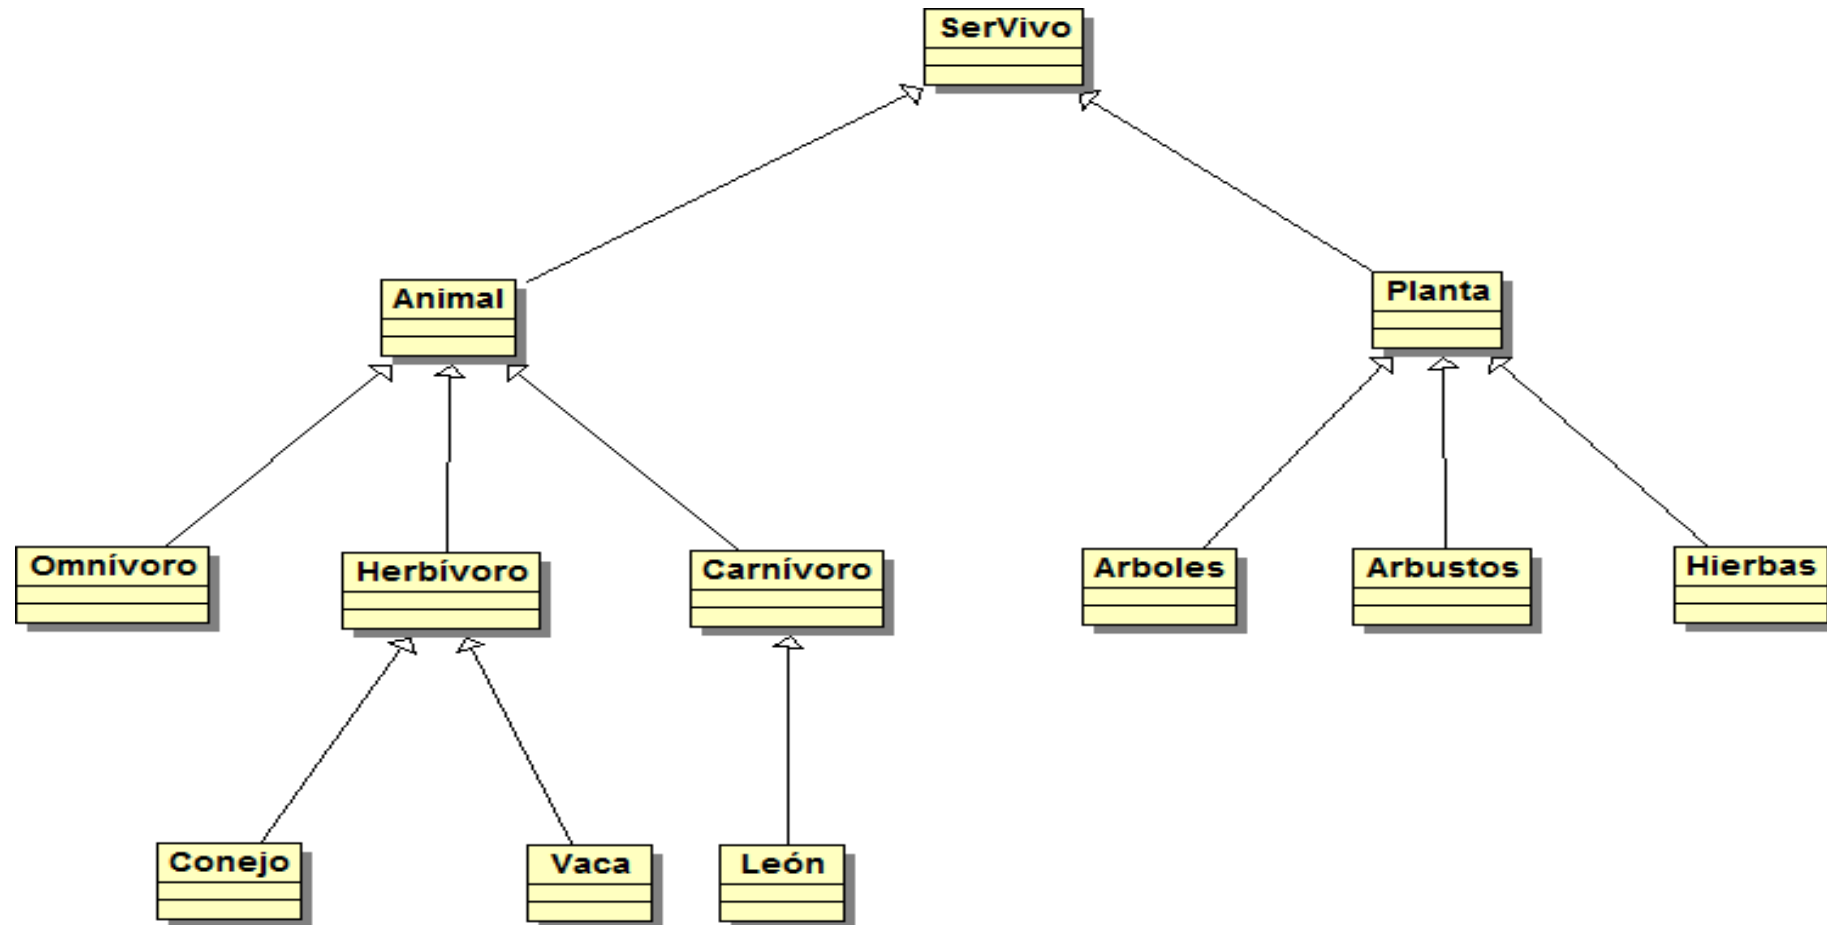 SerVivo
Animal
Planta
Omnívoro
Herbívoro
Carnívoro
Arboles
Arbustos
Hierbas
Conejo
Vaca
León